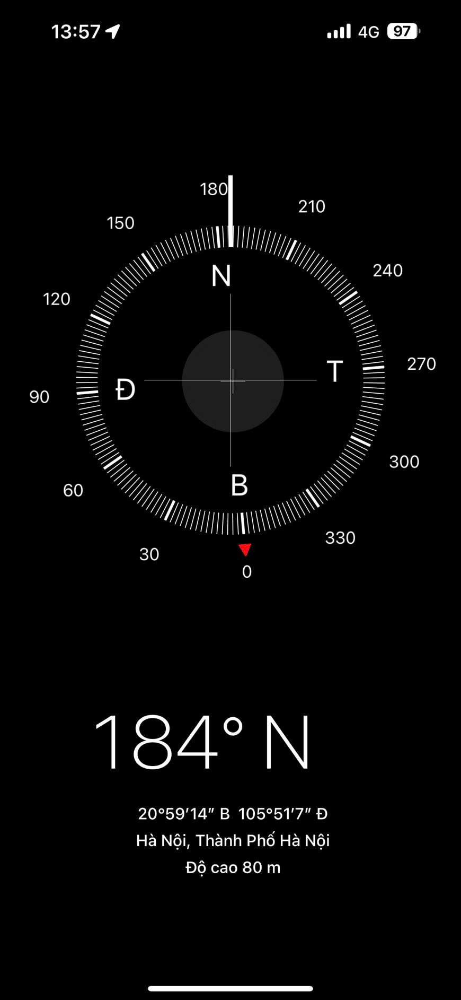 13:57 4G 97
180
210
150
240
120
N
270
T
Đ
90
300
B
60
330
30
0
184° N
20°59’14” B 105°51’7” Đ
Hà Nội, Thành Phố Hà Nội
Độ cao 80 m